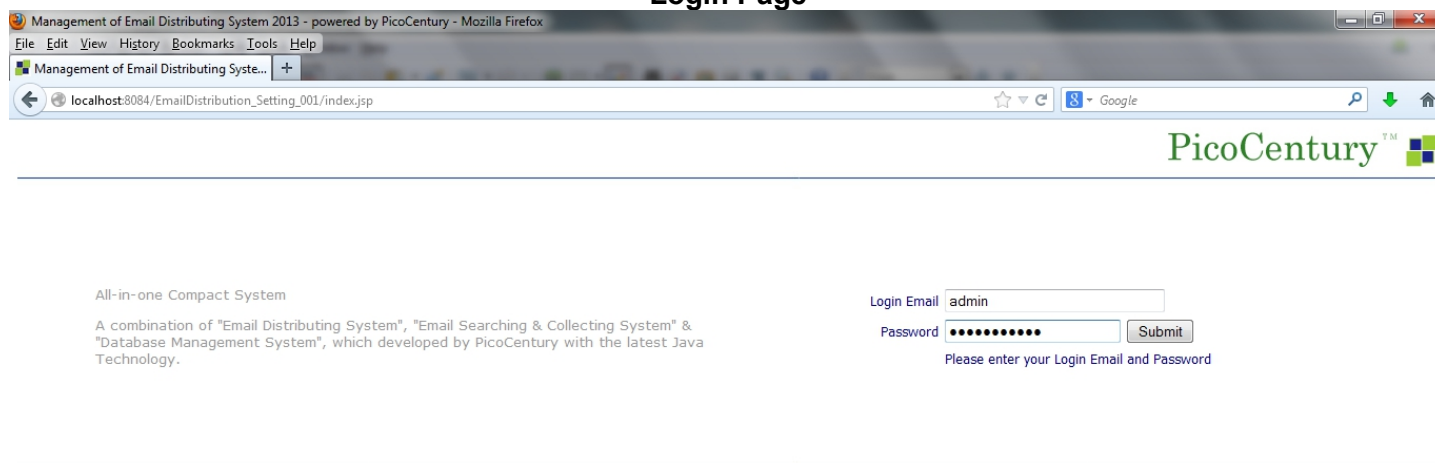 Login Page
Management of Email Distributing System 2013 - powered by PicoCentury - Mozilla Firefox
File Edit View History Bookmarks Tools Help
Management of Email Distributing Syste... +
localhost:8084/EmailDistribution_Setting_001/index.jsp
Google
PicoCentury™
All-in-one Compact System
Login Email admin
A combination of "Email Distributing System", "Email Searching & Collecting System" &
"Database Management System", which developed by PicoCentury with the latest Java
Technology.
Password ••••••••••• Submit
Please enter your Login Email and Password